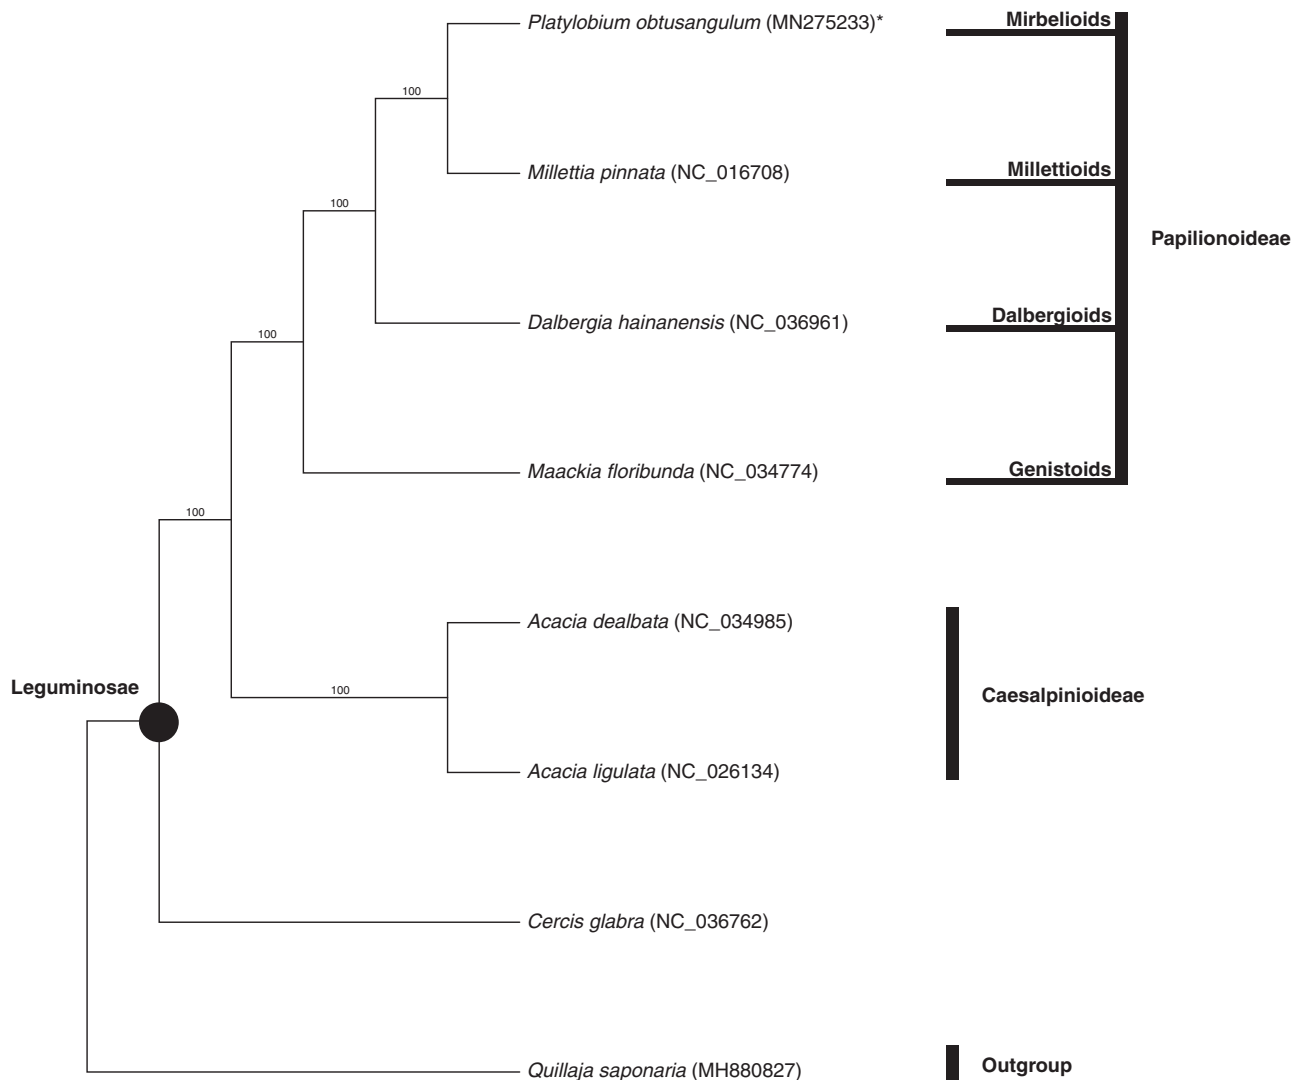 Platylobium obtusangulum (MN275233)*
Mirbelioids
100
Millettia pinnata (NC_016708)
Millettioids
100
Papilionoideae
Dalbergia hainanensis (NC_036961)
Dalbergioids
100
Maackia floribunda (NC_034774)
Genistoids
100
Acacia dealbata (NC_034985)
Leguminosae
100
Caesalpinioideae
Acacia ligulata (NC_026134)
Cercis glabra (NC_036762)
Quillaja saponaria (MH880827)
Outgroup